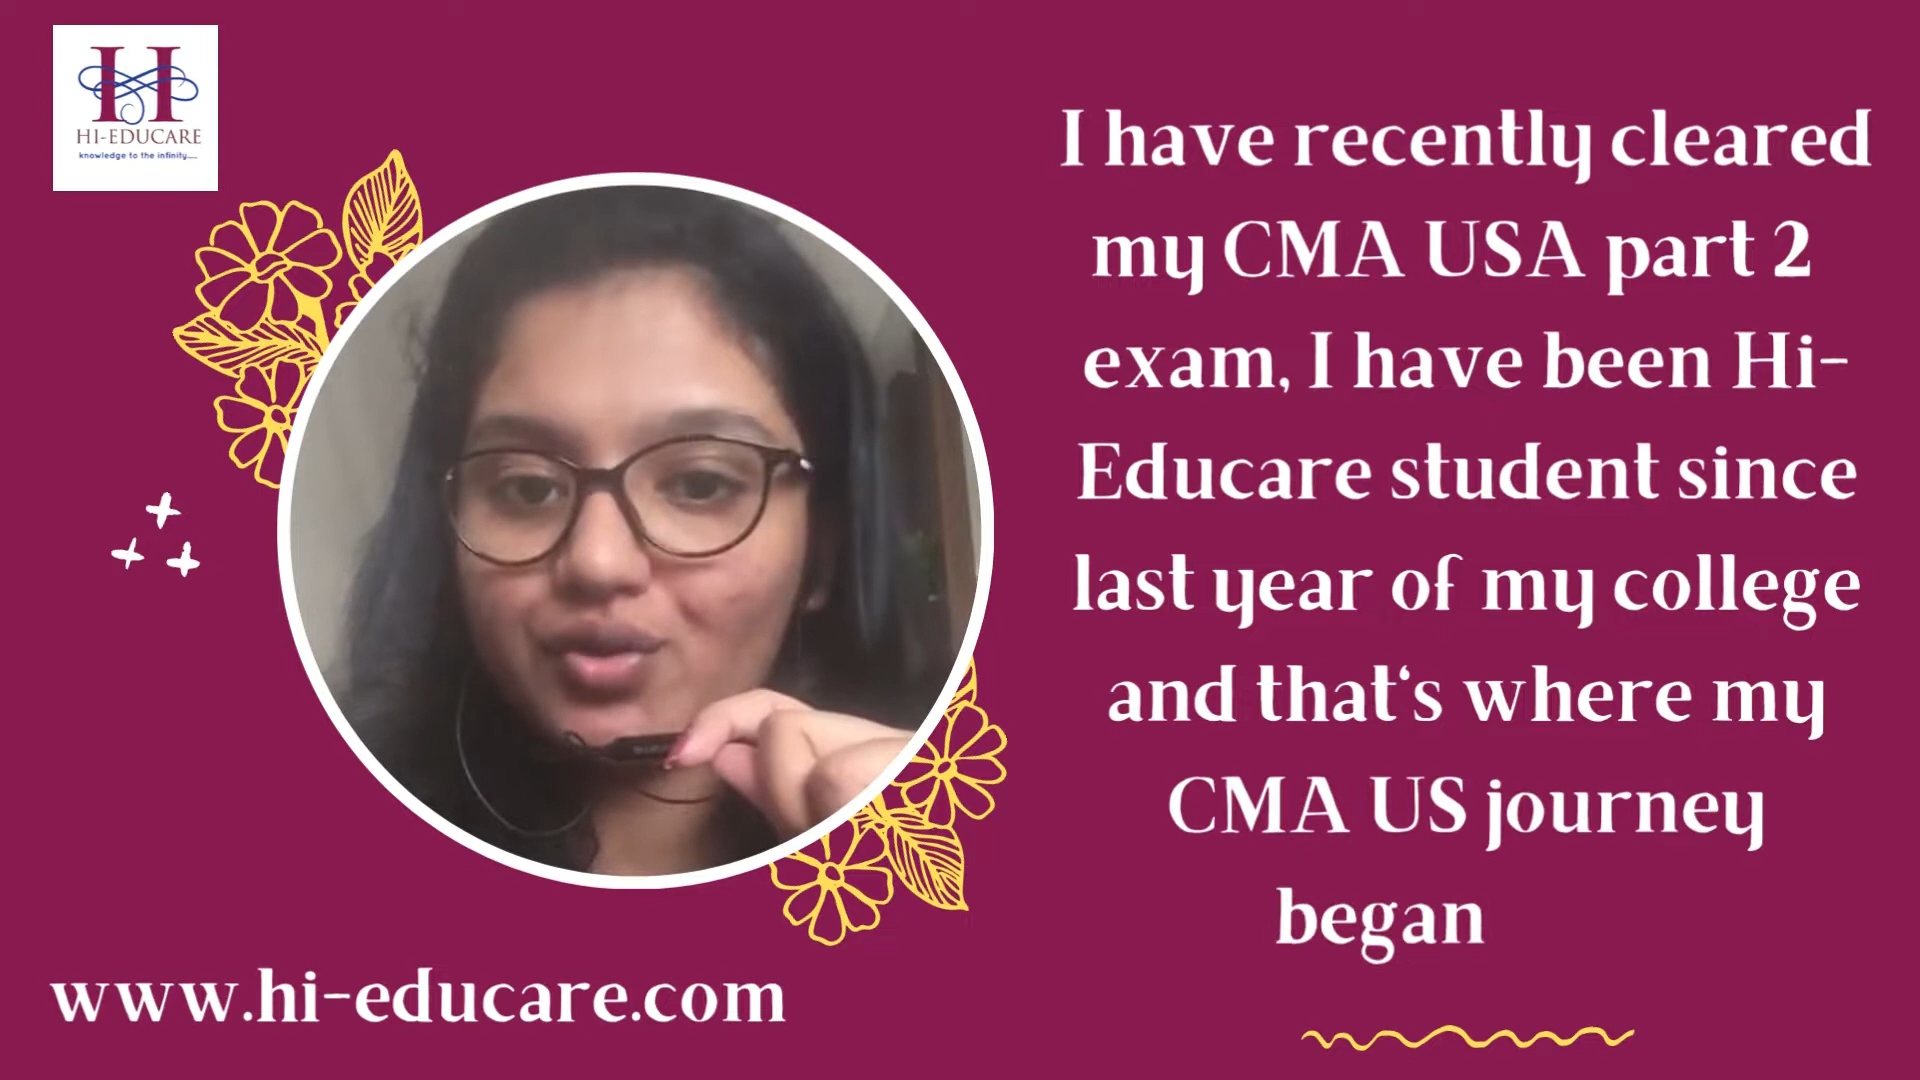 H
HI-EDUCARE
knowledge to the infinity.....
I have recently cleared
my CMA USA part 2
exam, I have been Hi-
Educare student since
last year of my college
and that's where my
CMA US journey
began
www.hi-educare.com